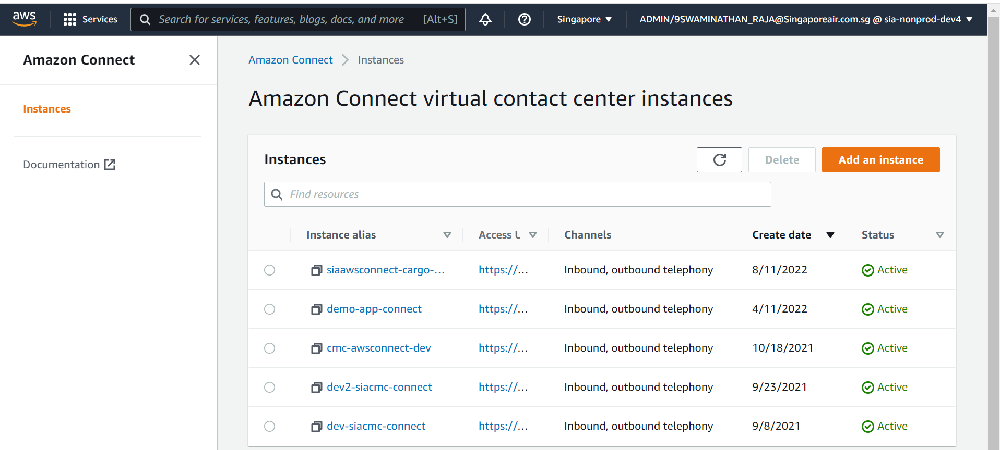 aws Services Search for services, features, blogs, docs, and more [Alt+S] Singapore ADMIN/9SWAMINATHAN_RAJA@Singaporeair.com.sg @ sia-nonprod-dev4
Amazon Connect
Instances
Documentation
Amazon Connect Instances
Amazon Connect virtual contact center instances
Instances Delete Add an instance
Find resources
Instance alias Access U Channels Create date Status
siaawsconnect-cargo-... https://... Inbound, outbound telephony 8/11/2022 Active
demo-app-connect https://... Inbound, outbound telephony 4/11/2022 Active
cmc-awsconnect-dev https://... Inbound, outbound telephony 10/18/2021 Active
dev2-siacmc-connect https://... Inbound, outbound telephony 9/23/2021 Active
dev-siacmc-connect https://... Inbound, outbound telephony 9/8/2021 Active